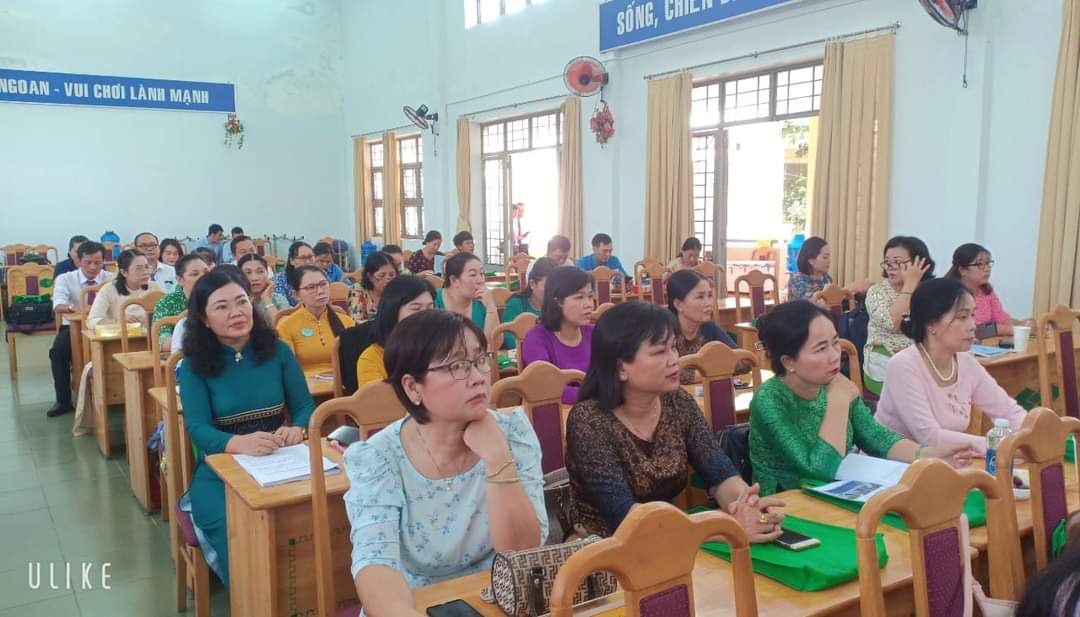 SỐNG, CHIẾN
NGOAN - VUI CHƠI LÀNH MẠNH
ULIKE